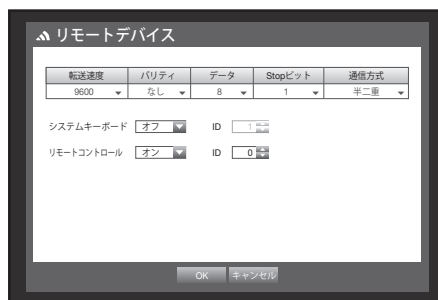 リモートデバイス
転送速度 パリティ データ Stopビット 通信方式
9600 なし 8 1 半二重
システムキーボード オフ ID 1
リモートコントロール オン ID 0
OK キャンセル